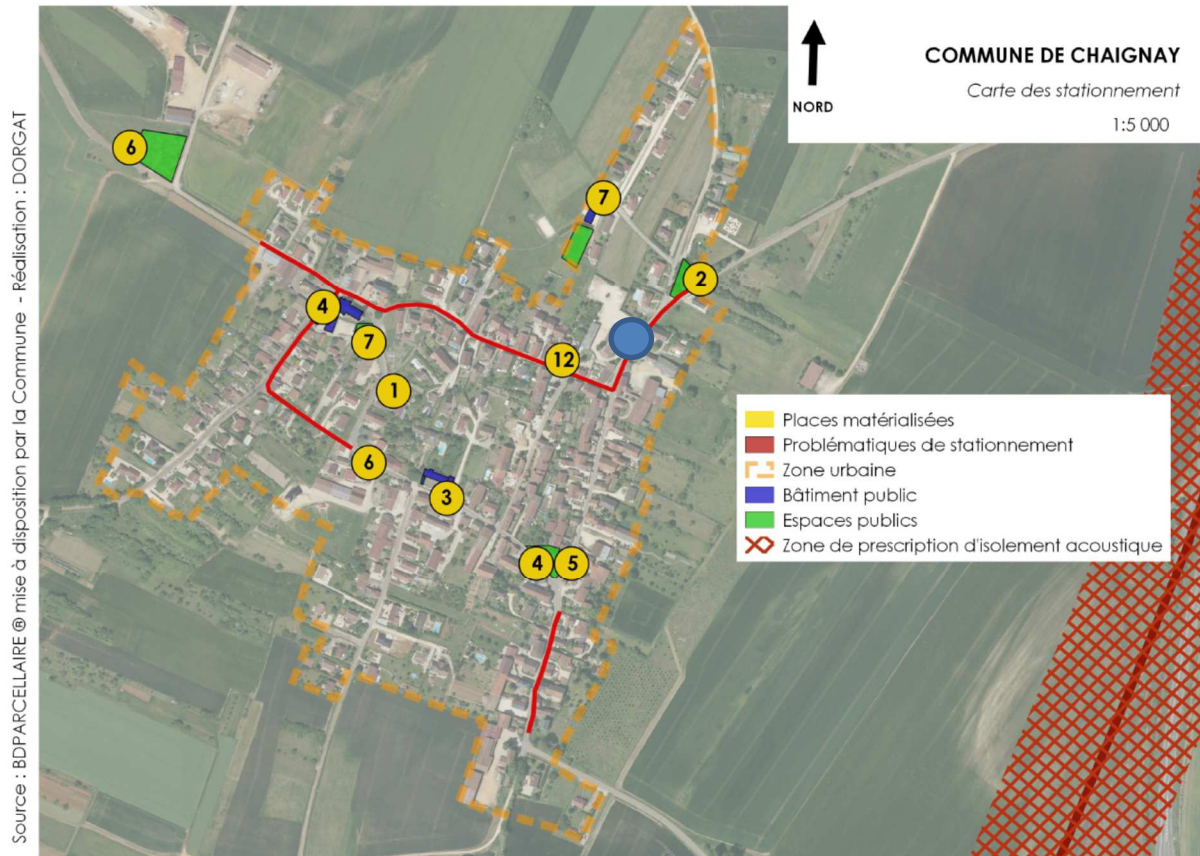 COMMUNE DE CHAIGNAY
Carte des stationnement
1:5 000
NORD
Source : BDPARCELLAIRE ® mise à disposition par la Commune - Réalisation : DORGAT
6
7
2
4
7
12
1
6
3
4
5
Places matérialisées
Problématiques de stationnement
Zone urbaine
Bâtiment public
Espaces publics
Zone de prescription d'isolement acoustique